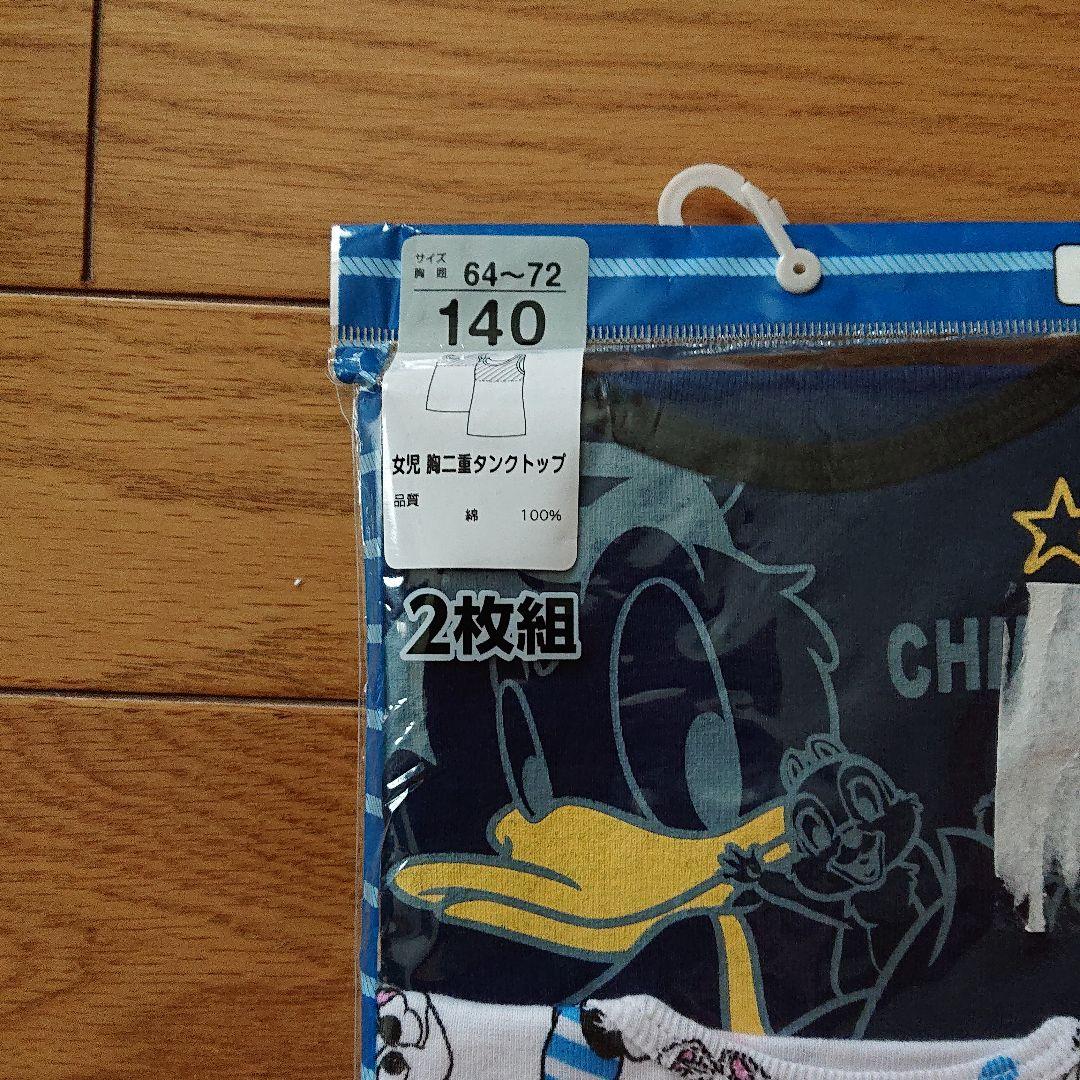 サイズ
胸 囲 64～72
140
女児 胸二重タンクトップ
品質
綿 100%
2枚組